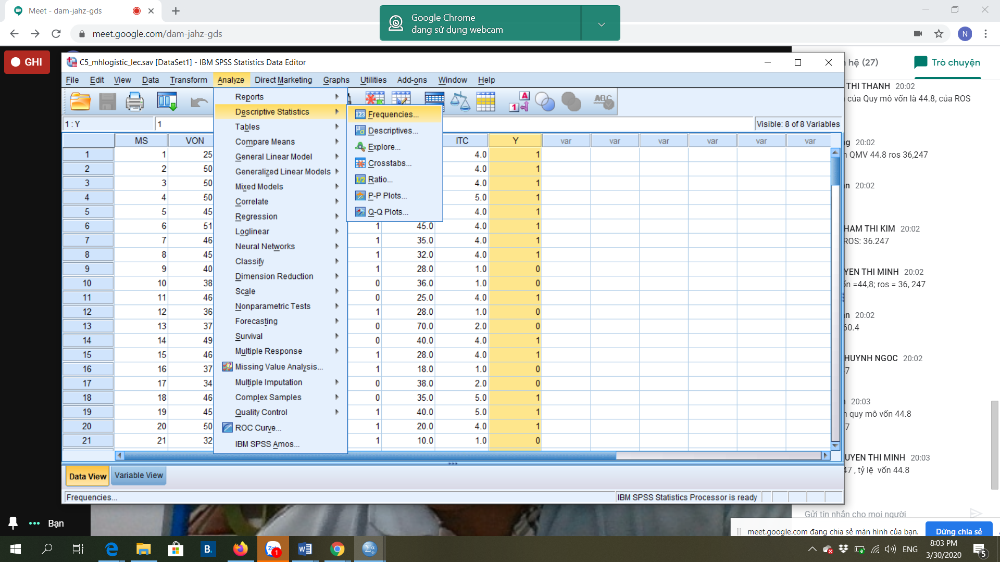 Meet - dam-jahz-gds
Google Chrome
đang sử dụng webcam
meet.google.com/dam-jahz-gds
N
GHI
C5_mhlogistic_lec.sav [DataSet1] - IBM SPSS Statistics Data Editor
hệ (27)
Trò chuyện
File Edit View Data Transform Analyze Direct Marketing Graphs Utilities Add-ons Window Help
1 : Y
1
Visible: 8 of 8 Variables
MS VON ITC Y var var var var var var
1 1 25 4.0 1
2 2 50 4.0 1
3 3 50 4.0 1
4 4 50 5.0 1
5 5 45 4.0 1
6 6 51 1 45.0 4.0 1
7 7 46 1 35.0 4.0 1
8 8 45 1 32.0 4.0 1
9 9 40 1 28.0 1.0 0
10 10 38 0 36.0 1.0 0
11 11 46 0 25.0 4.0 1
12 12 36 1 28.0 1.0 0
13 13 37 0 70.0 2.0 0
14 14 49 0 40.0 4.0 1
15 15 46 1 28.0 4.0 1
16 16 37 1 18.0 1.0 0
17 17 34 0 38.0 2.0 0
18 18 46 0 35.0 5.0 1
19 19 45 1 40.0 5.0 1
20 20 50 1 20.0 4.0 1
21 21 32 1 10.0 1.0 0
Reports
Descriptive Statistics
Tables
Compare Means
General Linear Model
Generalized Linear Models
Mixed Models
Correlate
Regression
Loglinear
Neural Networks
Classify
Dimension Reduction
Scale
Nonparametric Tests
Forecasting
Survival
Multiple Response
Missing Value Analysis...
Multiple Imputation
Complex Samples
Quality Control
ROC Curve...
IBM SPSS Amos...
Frequencies...
Descriptives...
Explore...
Crosstabs...
Ratio...
P-P Plots...
Q-Q Plots...
Data View Variable View
Frequencies...
IBM SPSS Statistics Processor is ready
THI THANH 20:02
của Quy mô vốn là 44.8, của ROS
20:02
QMV 44.8 ros 36,247
20:02
THI KIM 20:02
ROS: 36.247
THI MINH 20:02
=44,8; ros = 36, 247
20:02
60.4
HUYNH NGOC 20:02
7
20:03
quy mô vốn 44.8
7
THI MINH 20:03
47 , tỷ lệ vốn 44.8
Gửi tin nhắn cho mọi người
Bạn
meet.google.com đang chia sẻ màn hình của bạn.
Dừng chia sẻ
B.
1
ENG
8:03 PM
3/30/2020
5